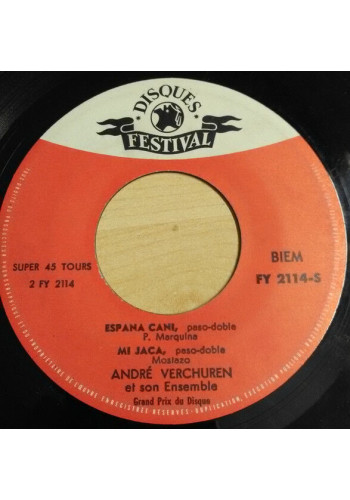 DISQUES
FESTIVAL
BIEM
SUPER 45 TOURS
FY 2114-S
2 FY 2114
ESPANA CANI, paso-doble
P. Marquina
MI JACA, paso-doble
Mostazo
ANDRÉ VERCHUREN
et son Ensemble
Grand Prix du Disque